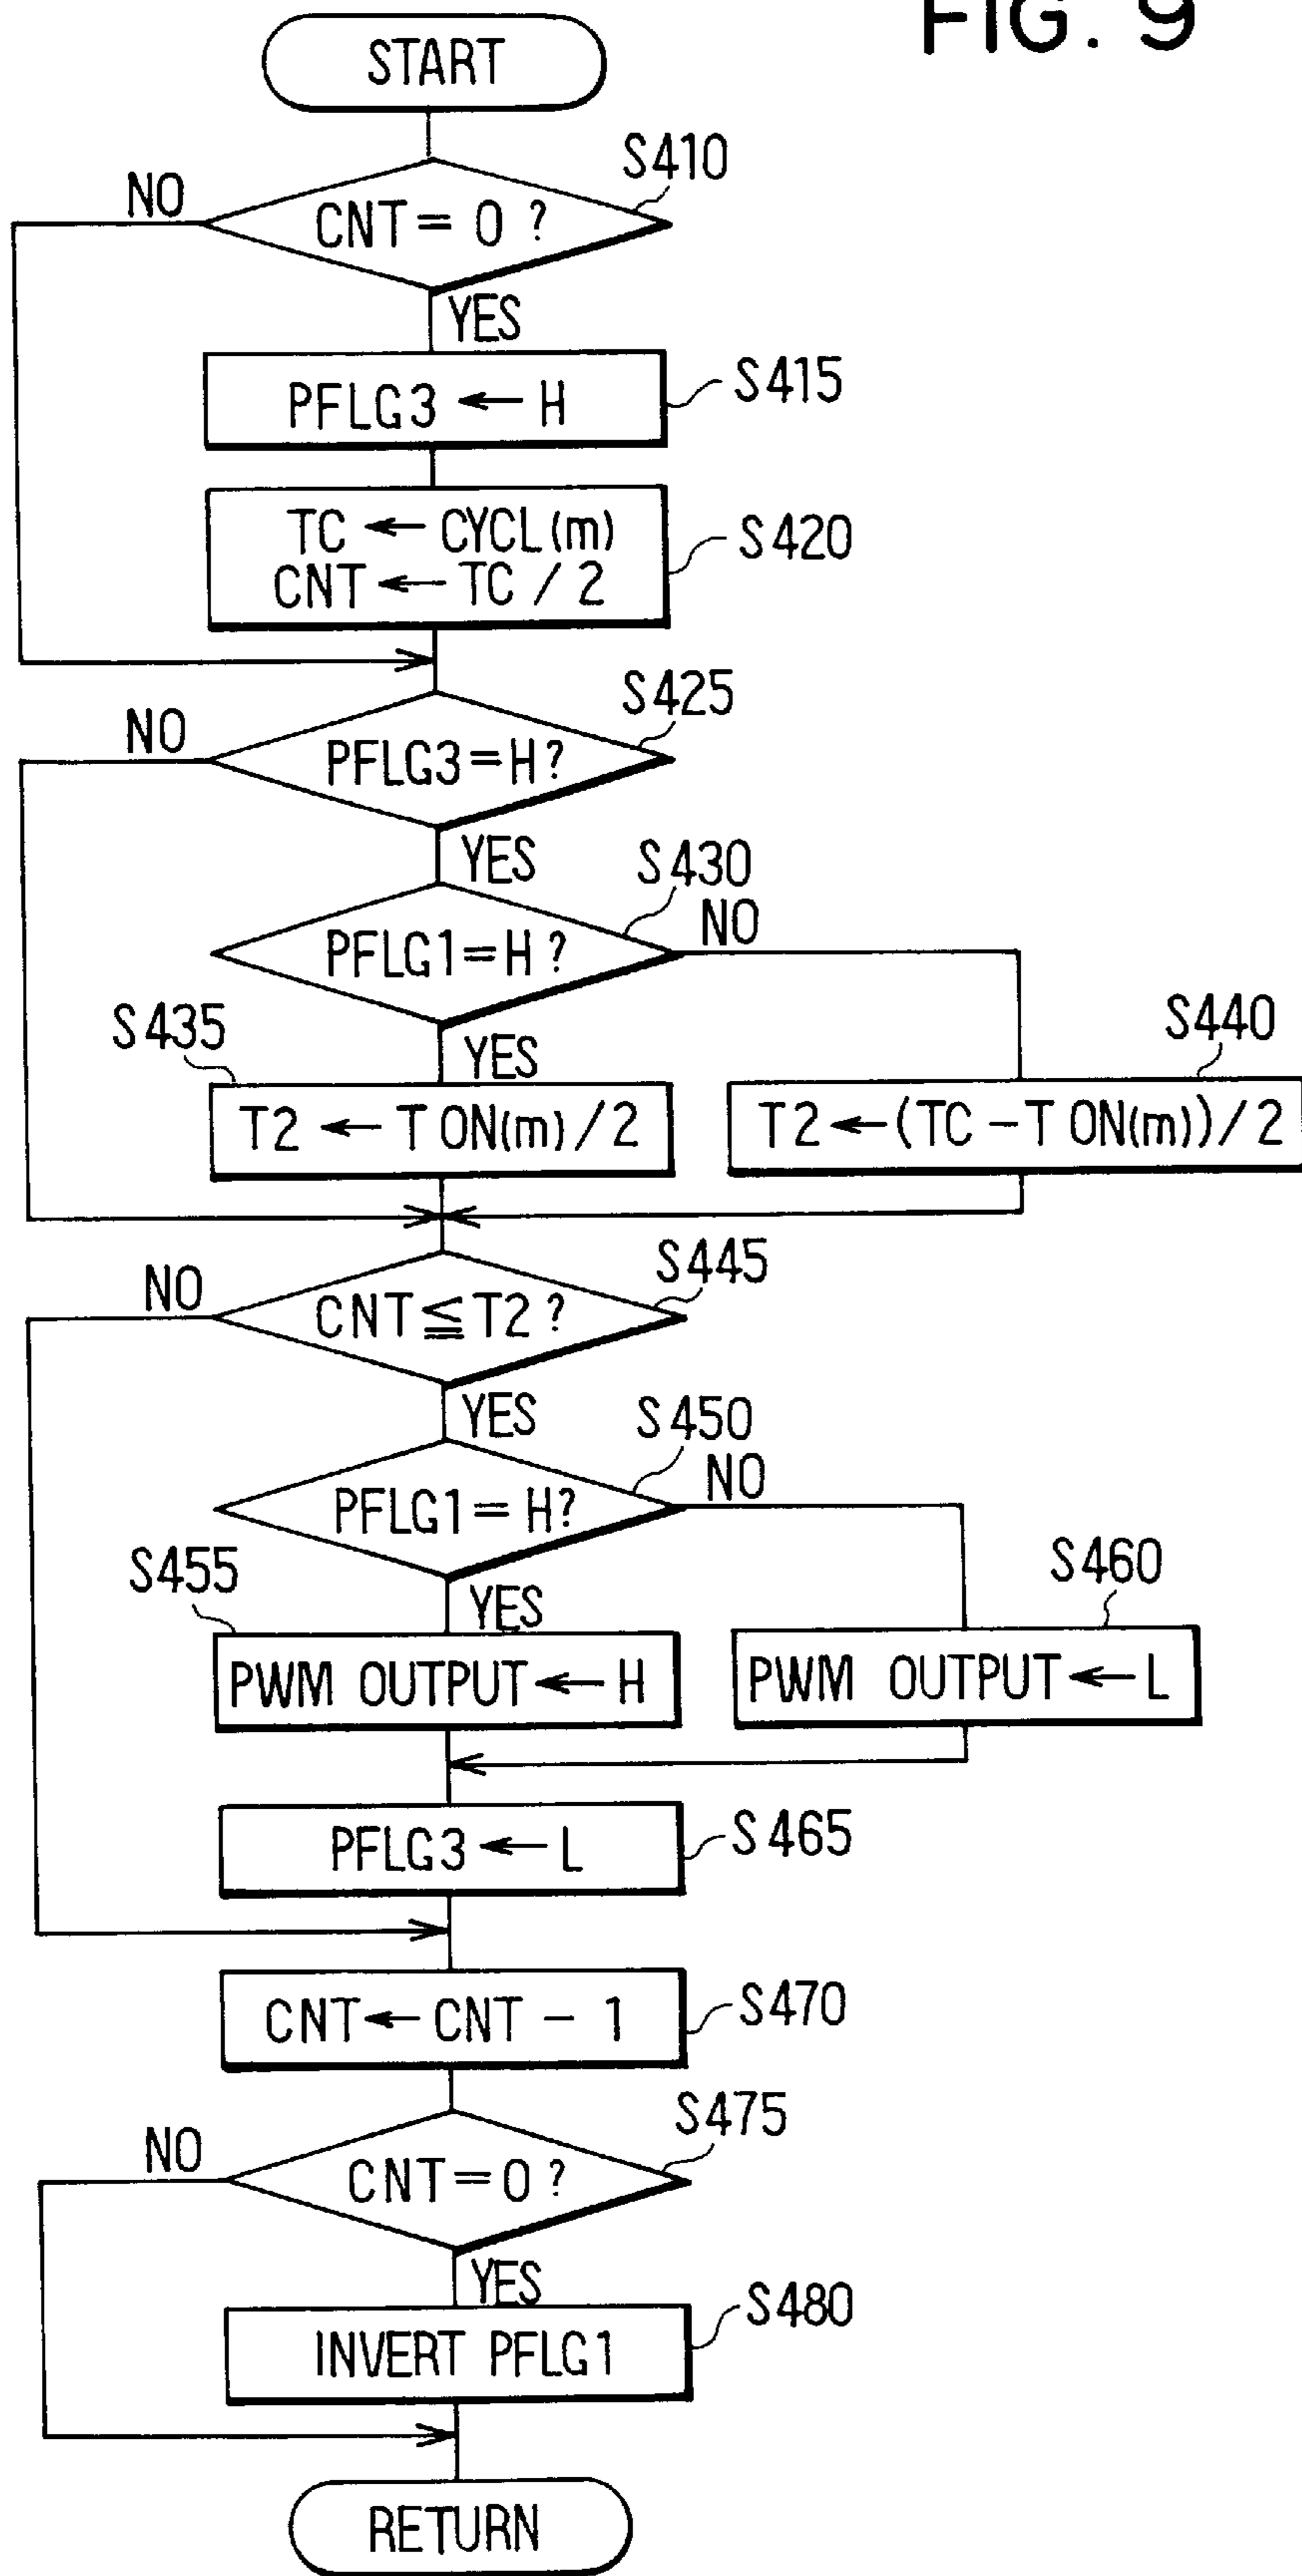 FIG. 9
START
S410
NO
CNT = 0 ?
YES
S415
PFLG3 ← H
S420
TC ← CYCL(m)
CNT ← TC / 2
S425
NO
PFLG3 = H?
YES
S430
NO
PFLG1 = H ?
S435
YES
S440
T2 ← T ON(m) / 2
T2 ← (TC – T ON(m)) / 2
S445
NO
CNT ≦ T2 ?
YES
S450
NO
PFLG1 = H?
S455
YES
S460
PWM OUTPUT ← H
PWM OUTPUT ← L
S465
PFLG3 ← L
S470
CNT ← CNT – 1
S475
NO
CNT = 0 ?
YES
S480
INVERT PFLG1
RETURN